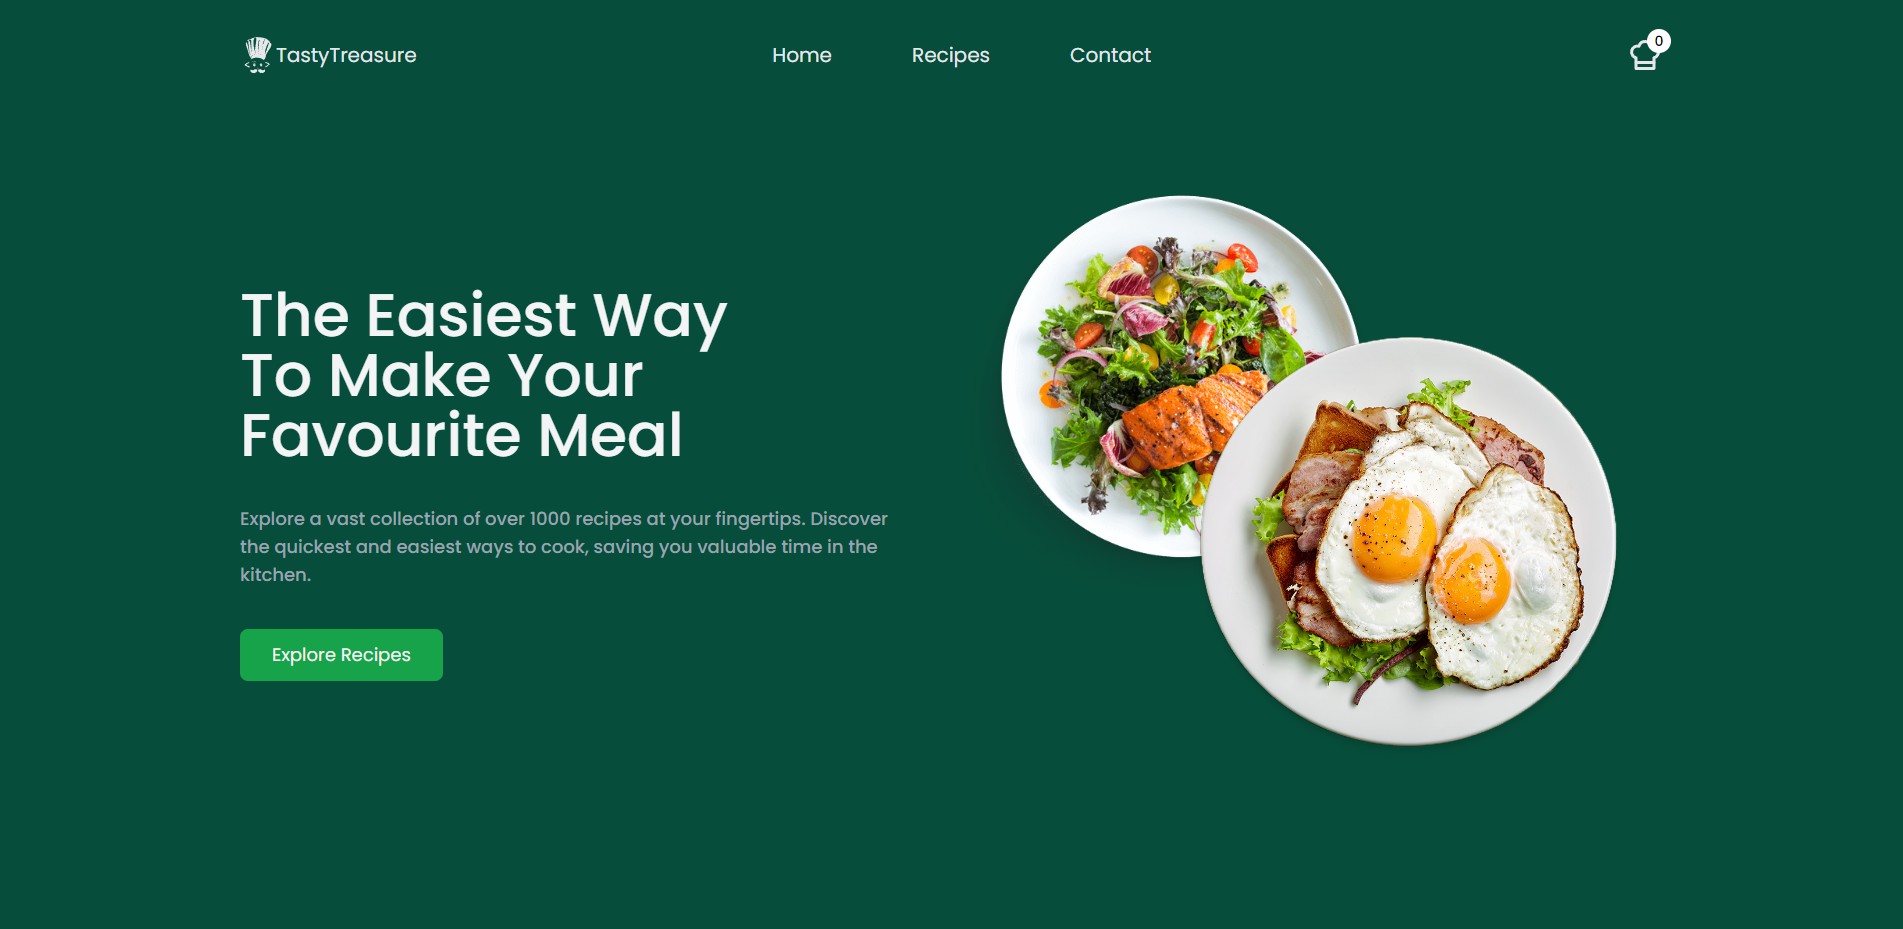 TastyTreasure
Home
Recipes
Contact
0
The Easiest Way
To Make Your
Favourite Meal
Explore a vast collection of over 1000 recipes at your fingertips. Discover
the quickest and easiest ways to cook, saving you valuable time in the
kitchen.
Explore Recipes